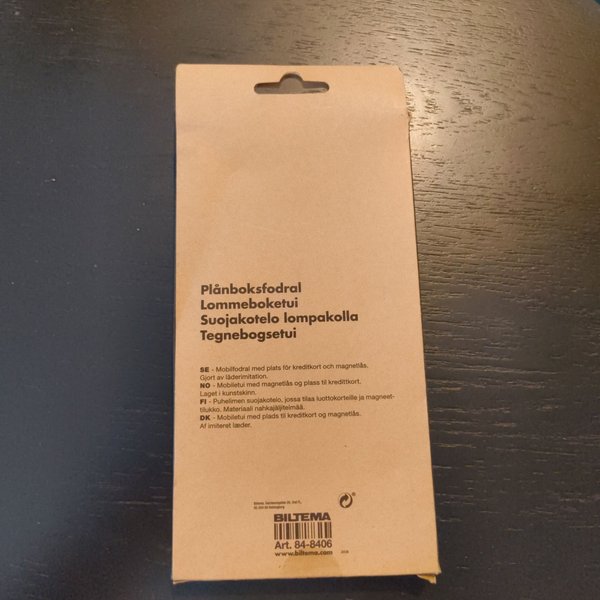 Plånboksfodral
Lommeboketui
Suojakotelo lompakolla
Tegnebogsetui
SE - Mobilfodral med plats för kreditkort och magnetlås.
Gjort av läderimitation.
NO - Mobiletui med magnetlås og plass til kredittkort.
Laget i kunstskinn.
FI - Puhelimen suojakotelo, jossa tilaa luottokorteille ja magneet-
tilukko. Materiaali nahkajäljitelmää.
DK - Mobiletui med plads til kreditkort og magnetlås.
Af imiteret læder.
BILTEMA
Art. 84-8406
www.biltema.com